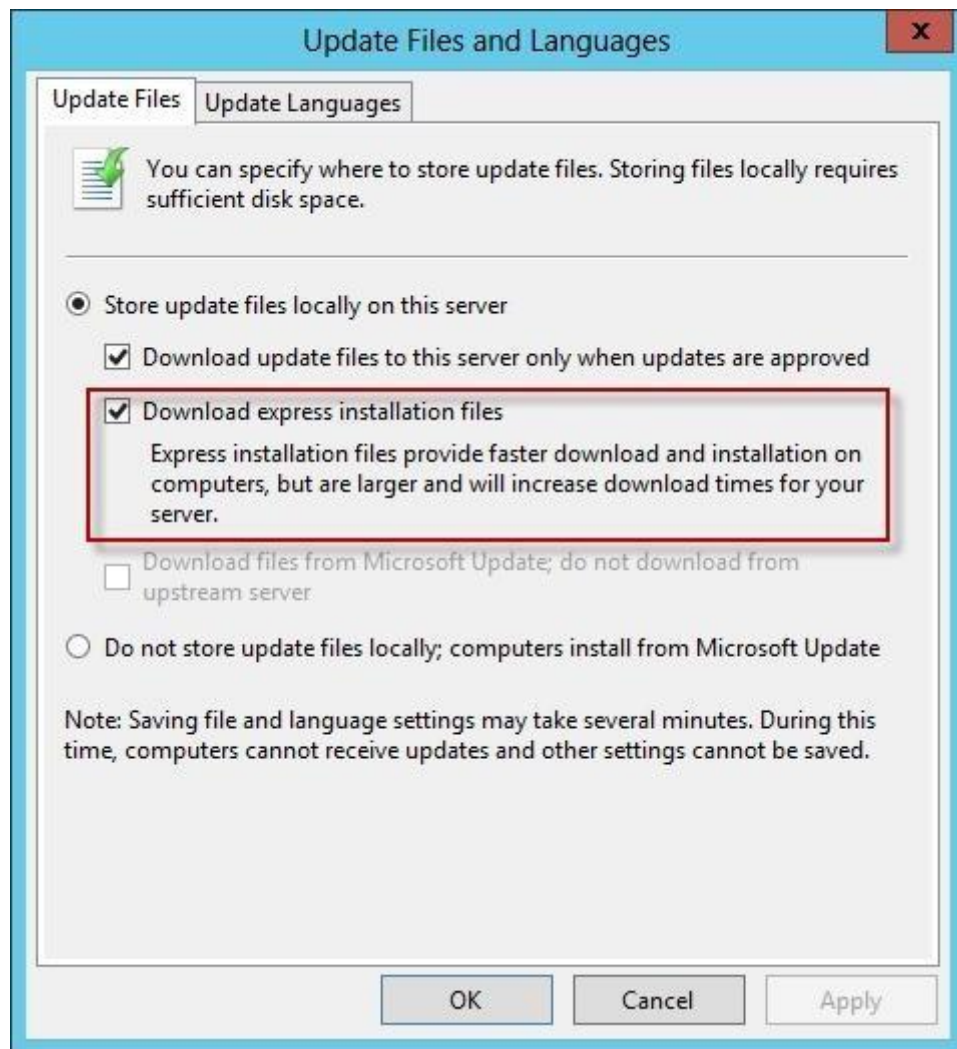 Update Files and Languages
x
Update Files
Update Languages
You can specify where to store update files. Storing files locally requires
sufficient disk space.
Store update files locally on this server
Download update files to this server only when updates are approved
Download express installation files
Express installation files provide faster download and installation on
computers, but are larger and will increase download times for your
server.
Download files from Microsoft Update; do not download from
upstream server
Do not store update files locally; computers install from Microsoft Update
Note: Saving file and language settings may take several minutes. During this
time, computers cannot receive updates and other settings cannot be saved.
OK
Cancel
Apply